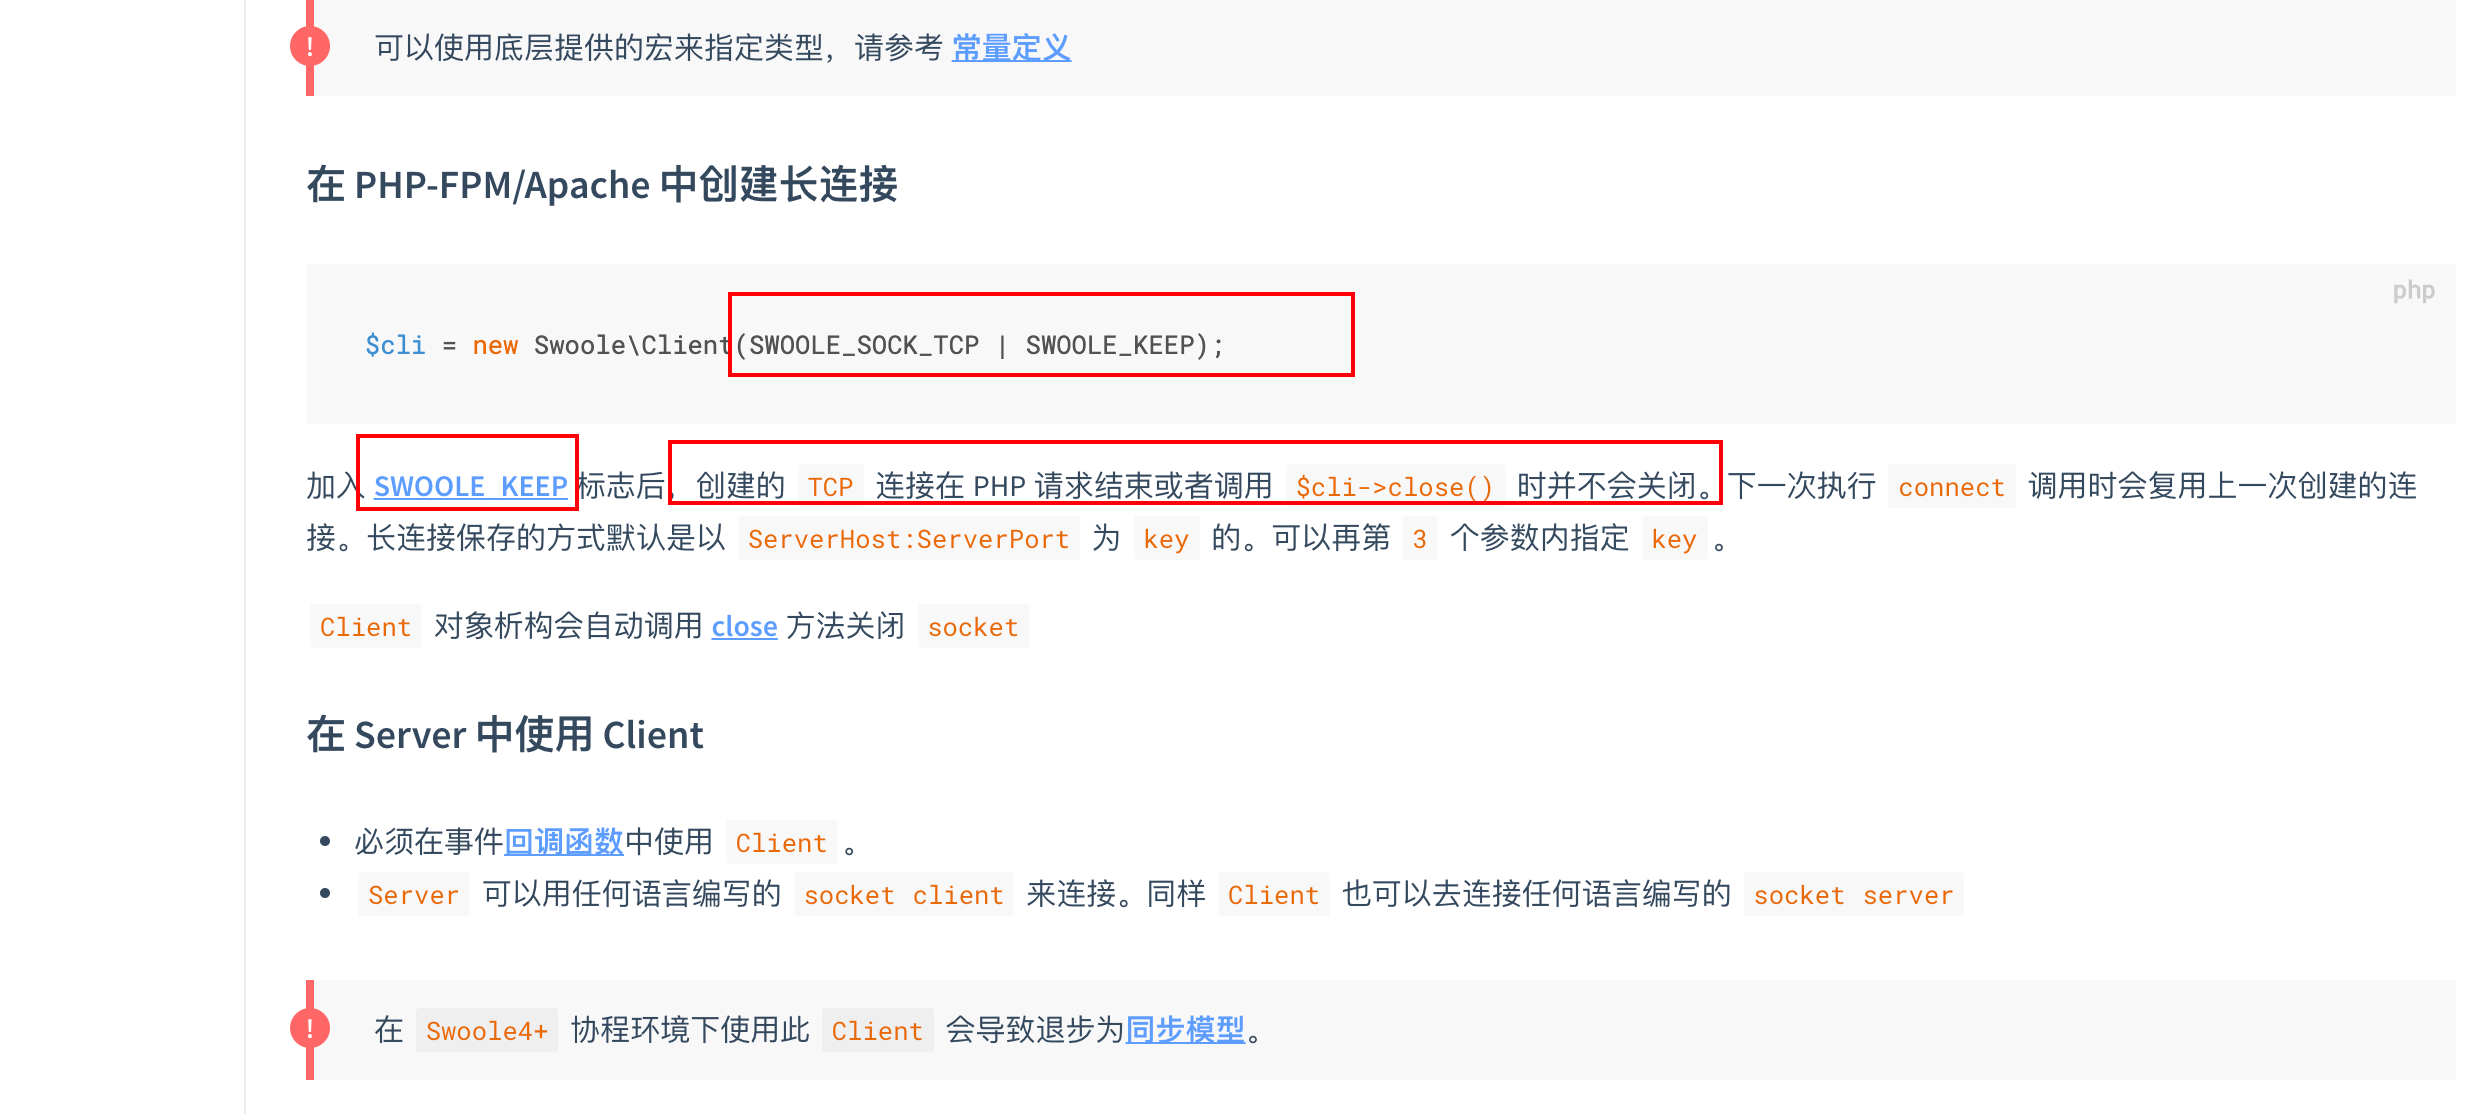 可以使用底层提供的宏来指定类型，请参考 常量定义
在 PHP-FPM/Apache 中创建长连接
php
$cli = new Swoole\Client(SWOOLE_SOCK_TCP | SWOOLE_KEEP);
加入 SWOOLE_KEEP 标志后，创建的 TCP 连接在 PHP 请求结束或者调用 $cli->close() 时并不会关闭。下一次执行 connect 调用时会复用上一次创建的连
接。长连接保存的方式默认是以 ServerHost:ServerPort 为 key 的。可以再第 3 个参数内指定 key 。
Client 对象析构会自动调用 close 方法关闭 socket
在 Server 中使用 Client
• 必须在事件回调函数中使用 Client 。
• Server 可以用任何语言编写的 socket client 来连接。同样 Client 也可以去连接任何语言编写的 socket server
在 Swoole4+ 协程环境下使用此 Client 会导致退步为同步模型。